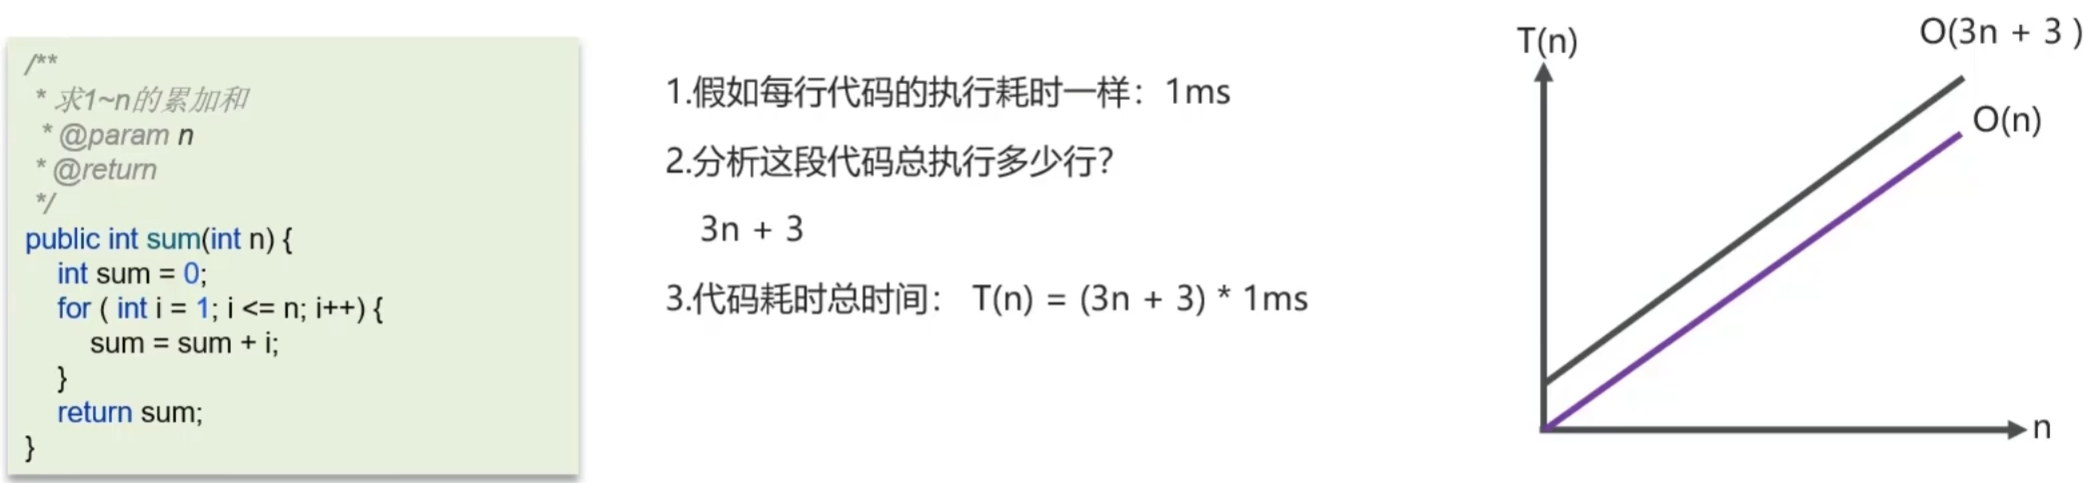 /**
* 求1~n的累加和
* @param n
* @return
*/
public int sum(int n) {
int sum = 0;
for ( int i = 1; i <= n; i++) {
sum = sum + i;
}
return sum;
}
1.假如每行代码的执行耗时一样：1ms
2.分析这段代码总执行多少行？
3n + 3
3.代码耗时总时间： T(n) = (3n + 3) * 1ms
T(n)
O(3n + 3 )
O(n)
n